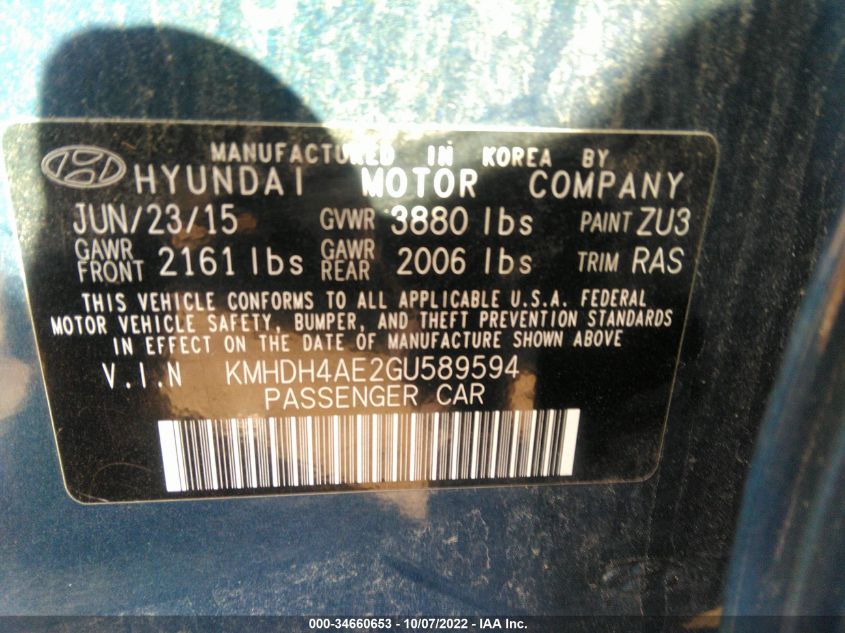 MANUFACTURED IN KOREA BY
HYUNDAI MOTOR COMPANY
JUN/23/15 GVWR 3880 lbs PAINT ZU3
GAWR FRONT 2161 lbs GAWR REAR 2006 lbs TRIM RAS
THIS VEHICLE CONFORMS TO ALL APPLICABLE U.S.A. FEDERAL
MOTOR VEHICLE SAFETY, BUMPER, AND THEFT PREVENTION STANDARDS
IN EFFECT ON THE DATE OF MANUFACTURE SHOWN ABOVE
V.I.N KMHDH4AE2GU589594
PASSENGER CAR
000-34660653 - 10/07/2022 - IAA Inc.